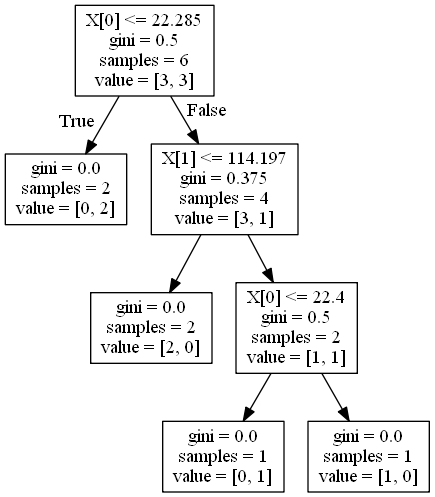 X[0] <= 22.285
gini = 0.5
samples = 6
value = [3, 3]
True
False
gini = 0.0
samples = 2
value = [0, 2]
X[1] <= 114.197
gini = 0.375
samples = 4
value = [3, 1]
gini = 0.0
samples = 2
value = [2, 0]
X[0] <= 22.4
gini = 0.5
samples = 2
value = [1, 1]
gini = 0.0
samples = 1
value = [0, 1]
gini = 0.0
samples = 1
value = [1, 0]